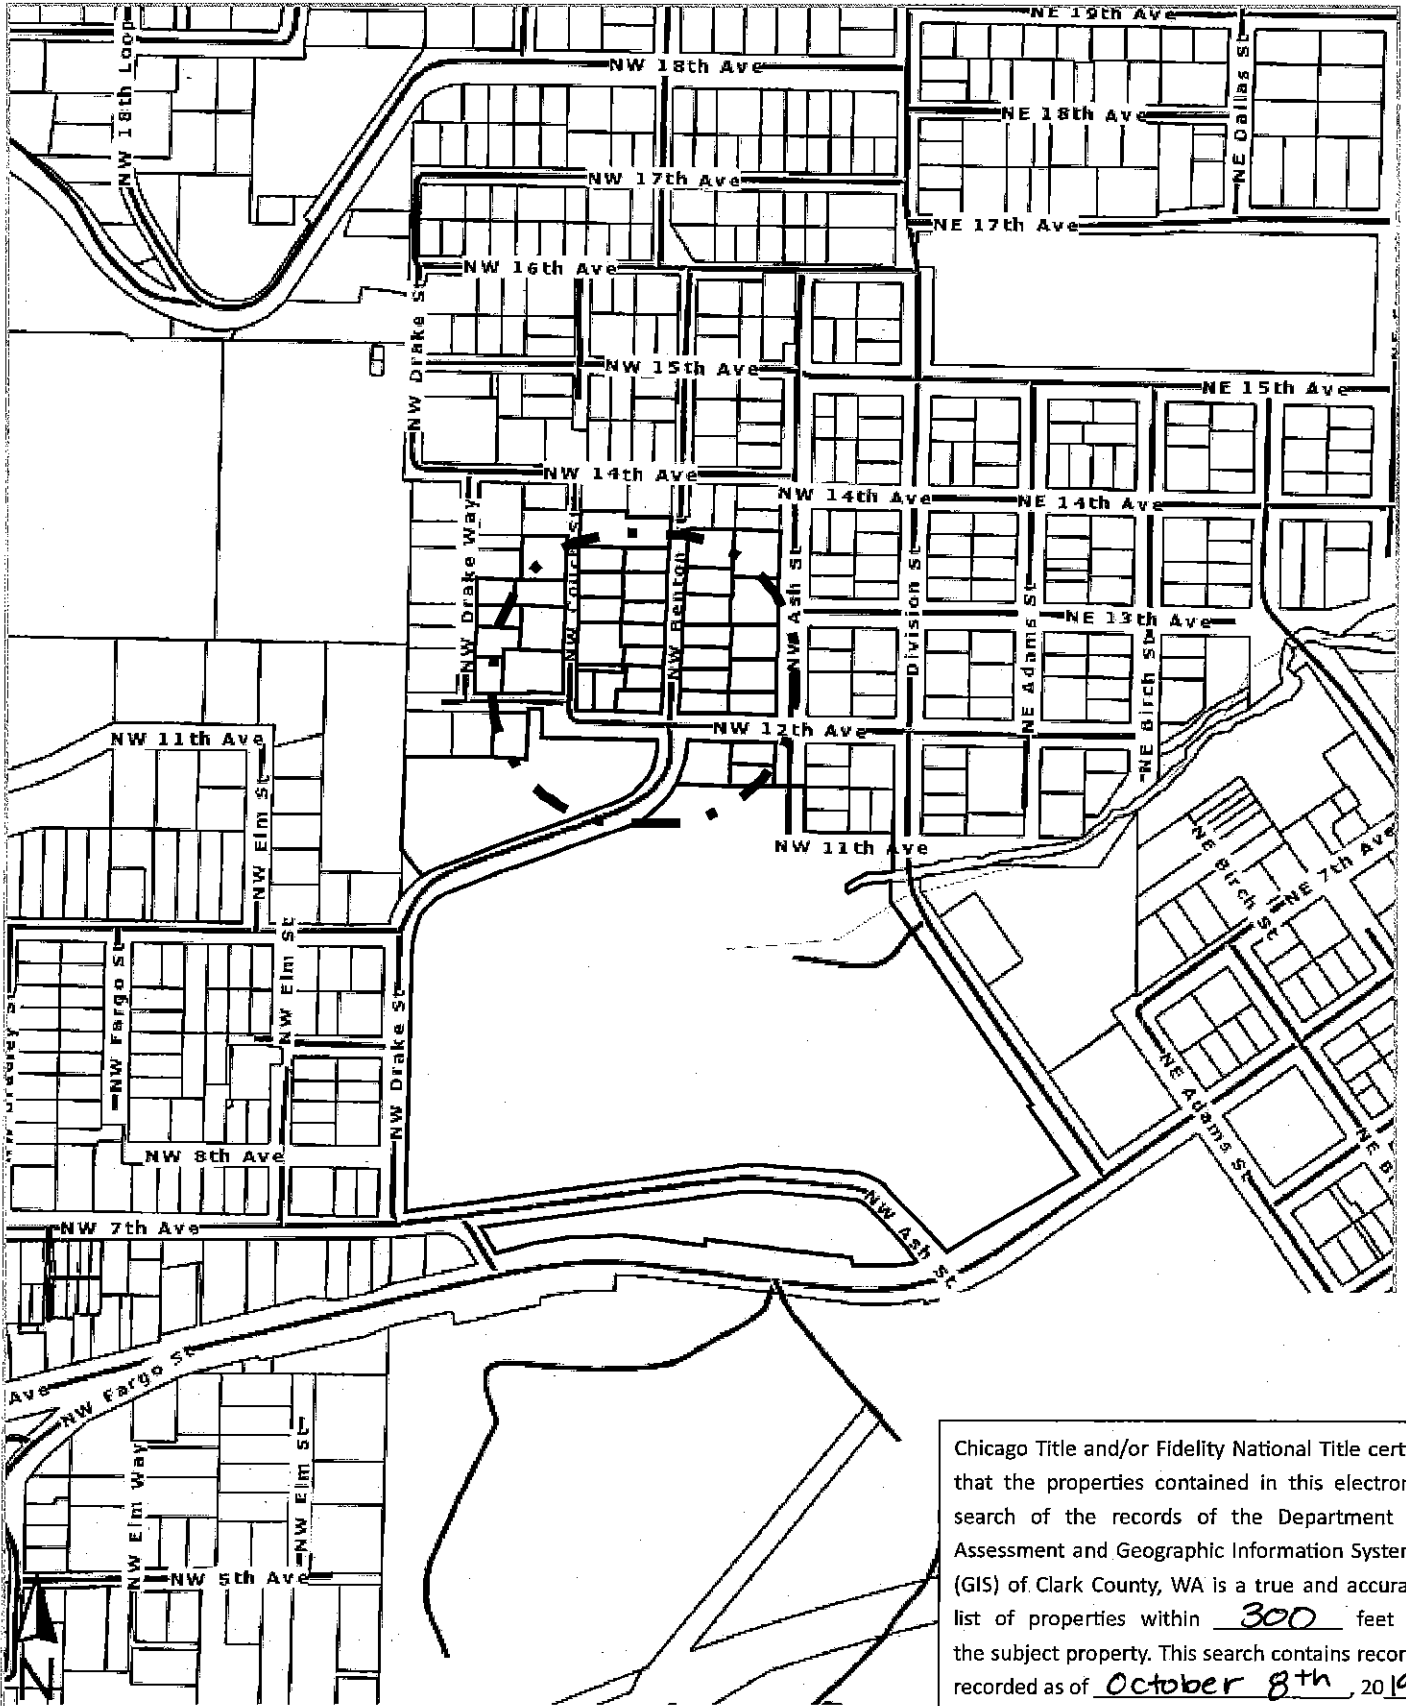 NE 19th Ave
NW 18th Loop
NW 18th Ave
NE Dallas St
NE 18th Ave
NW 17th Ave
NE 17th Ave
NW 16th Ave
NW Drake St
NW 15th Ave
NE 15th Ave
NW 14th Ave
NW 14th Ave
NE 14th Ave
NW Drake Way
NW Couch St
NW Benton St
NW Ash St
Division St
NE Adams St
NE 13th Ave
NE Birch St
NW 12th Ave
NW 11th Ave
NW Elm St
NW 11th Ave
NE Birch St
NE 7th Ave
NW Fargo St
NW Elm St
NW Drake St
NE Adams St
NW 8th Ave
NW 7th Ave
NW Ash St
Ave
NW Fargo St
NW Elm Way
NW Elm St
NW 5th Ave
N
Chicago Title and/or Fidelity National Title cert
that the properties contained in this electron
search of the records of the Department
Assessment and Geographic Information System
(GIS) of Clark County, WA is a true and accura
list of properties within 300 feet
the subject property. This search contains recor
recorded as of October 8th, 2019